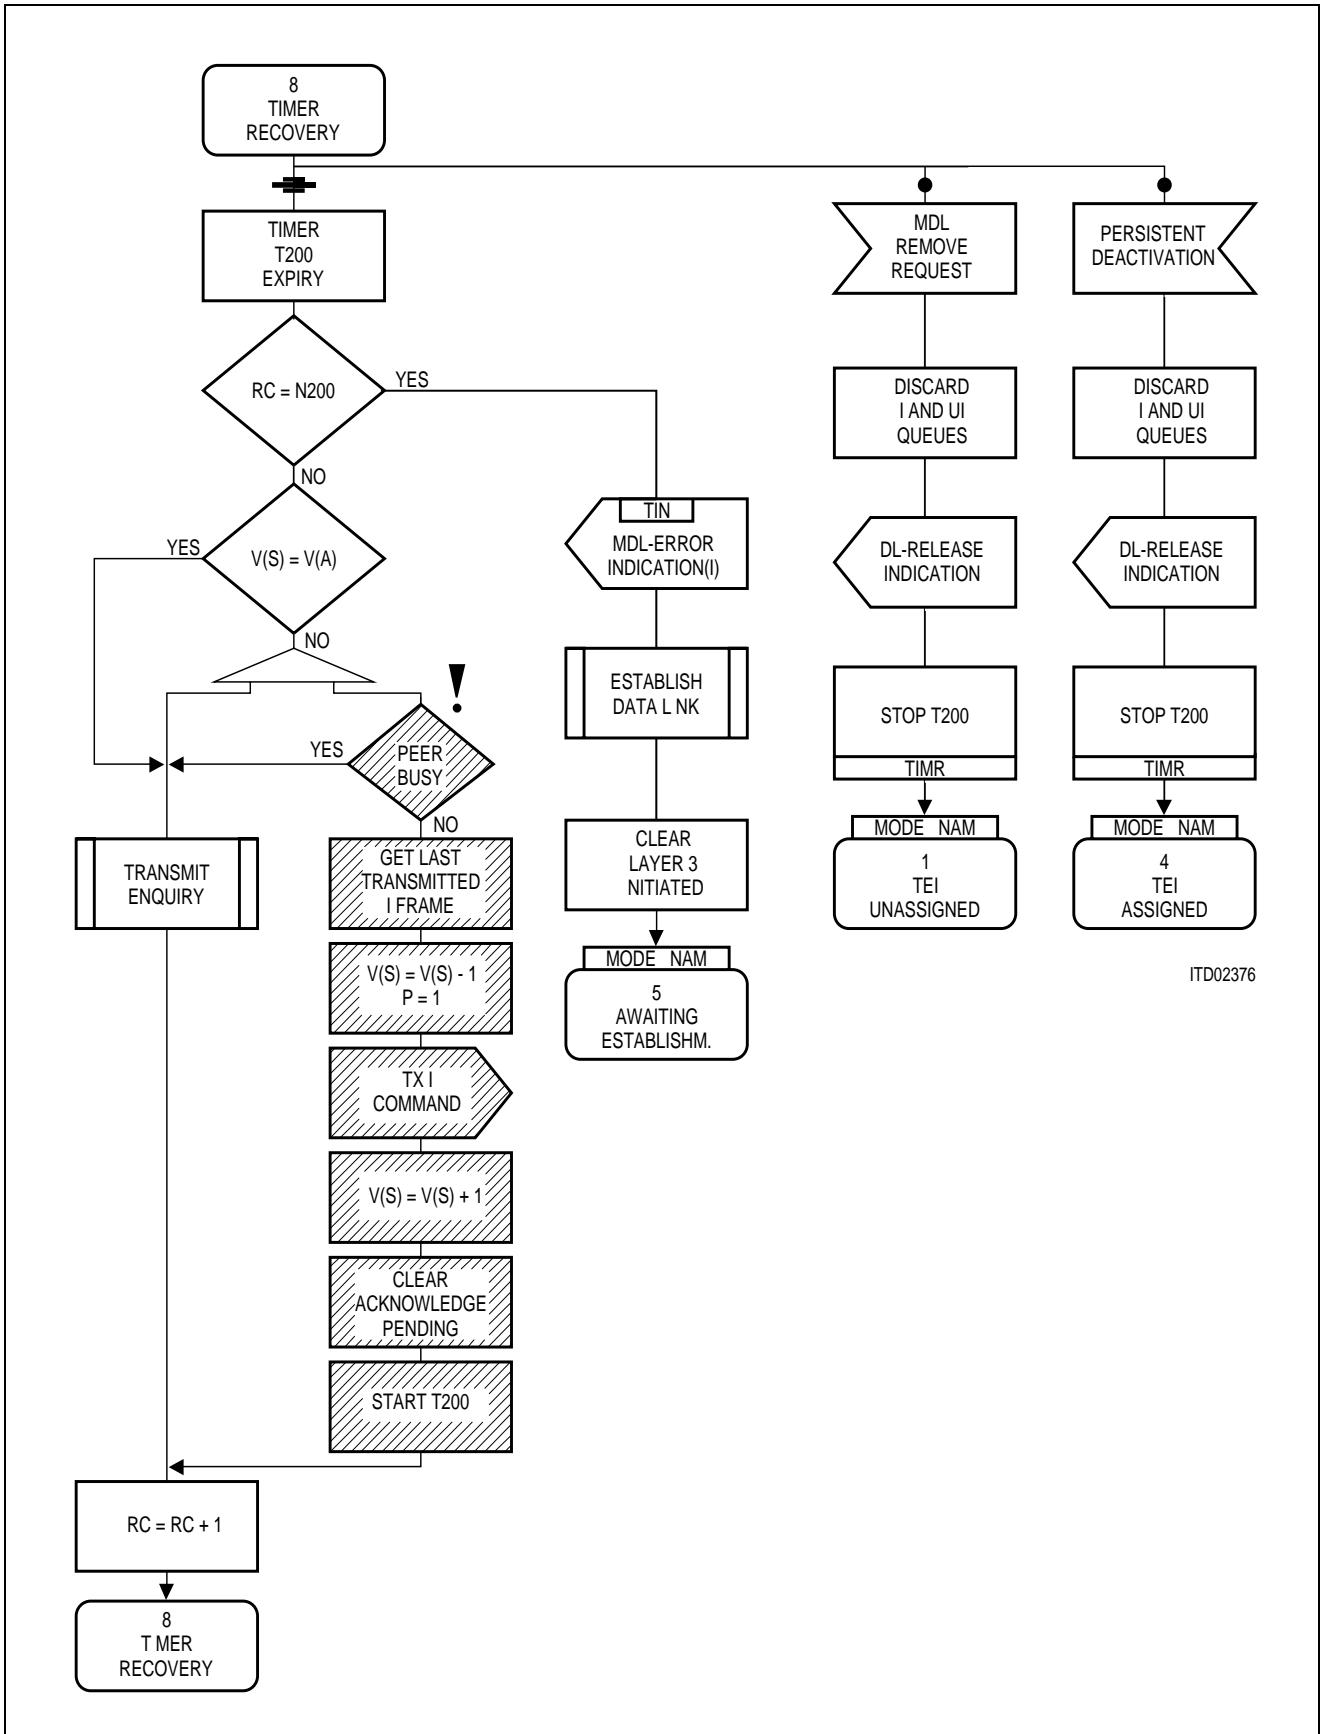 8
TIMER
RECOVERY
TIMER
T200
EXPIRY
RC = N200
YES
NO
V(S) = V(A)
YES
NO
PEER
BUSY
YES
NO
TRANSMIT
ENQUIRY
GET LAST
TRANSMITTED
I FRAME
V(S) = V(S) - 1
P = 1
TX I
COMMAND
V(S) = V(S) + 1
CLEAR
ACKNOWLEDGE
PENDING
START T200
RC = RC + 1
8
T MER
RECOVERY
TIN
MDL-ERROR
INDICATION(I)
ESTABLISH
DATA L NK
CLEAR
LAYER 3
NITIATED
MODE NAM
5
AWAITING
ESTABLISHM.
MDL
REMOVE
REQUEST
DISCARD
I AND UI
QUEUES
DL-RELEASE
INDICATION
STOP T200
TIMR
MODE NAM
1
TEI
UNASSIGNED
PERSISTENT
DEACTIVATION
DISCARD
I AND UI
QUEUES
DL-RELEASE
INDICATION
STOP T200
TIMR
MODE NAM
4
TEI
ASSIGNED
ITD02376